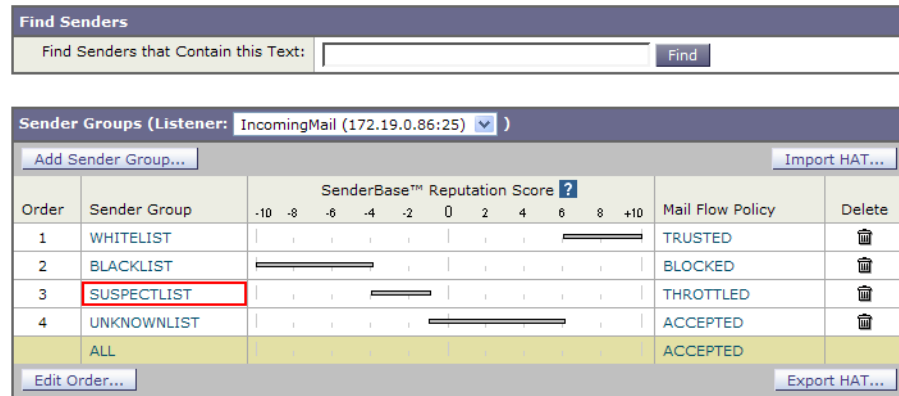 Find Senders
Find Senders that Contain this Text:
Find
Sender Groups (Listener: IncomingMail (172.19.0.86:25) )
Add Sender Group...
Import HAT...
SenderBase™ Reputation Score ?
Order Sender Group -10 -8 -6 -4 -2 0 2 4 6 8 +10 Mail Flow Policy Delete
1 WHITELIST TRUSTED
2 BLACKLIST BLOCKED
3 SUSPECTLIST THROTTLED
4 UNKNOWNLIST ACCEPTED
ALL ACCEPTED
Edit Order...
Export HAT...